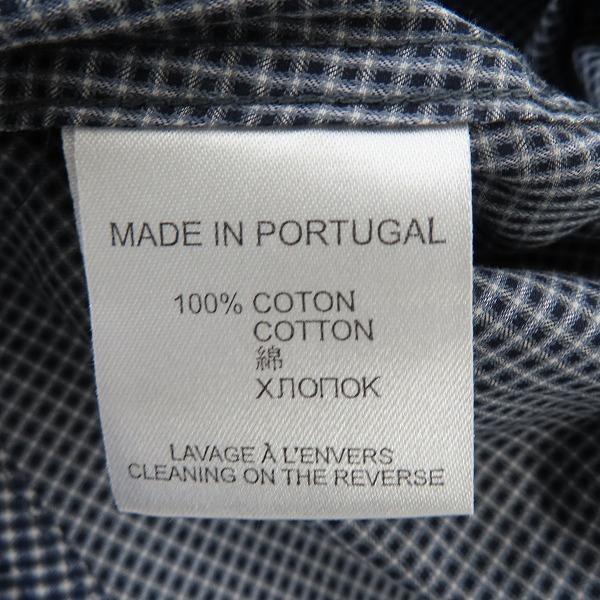 MADE IN PORTUGAL
100% COTON
COTTON
綿
ХЛОПОК
LAVAGE À L'ENVERS
CLEANING ON THE REVERSE